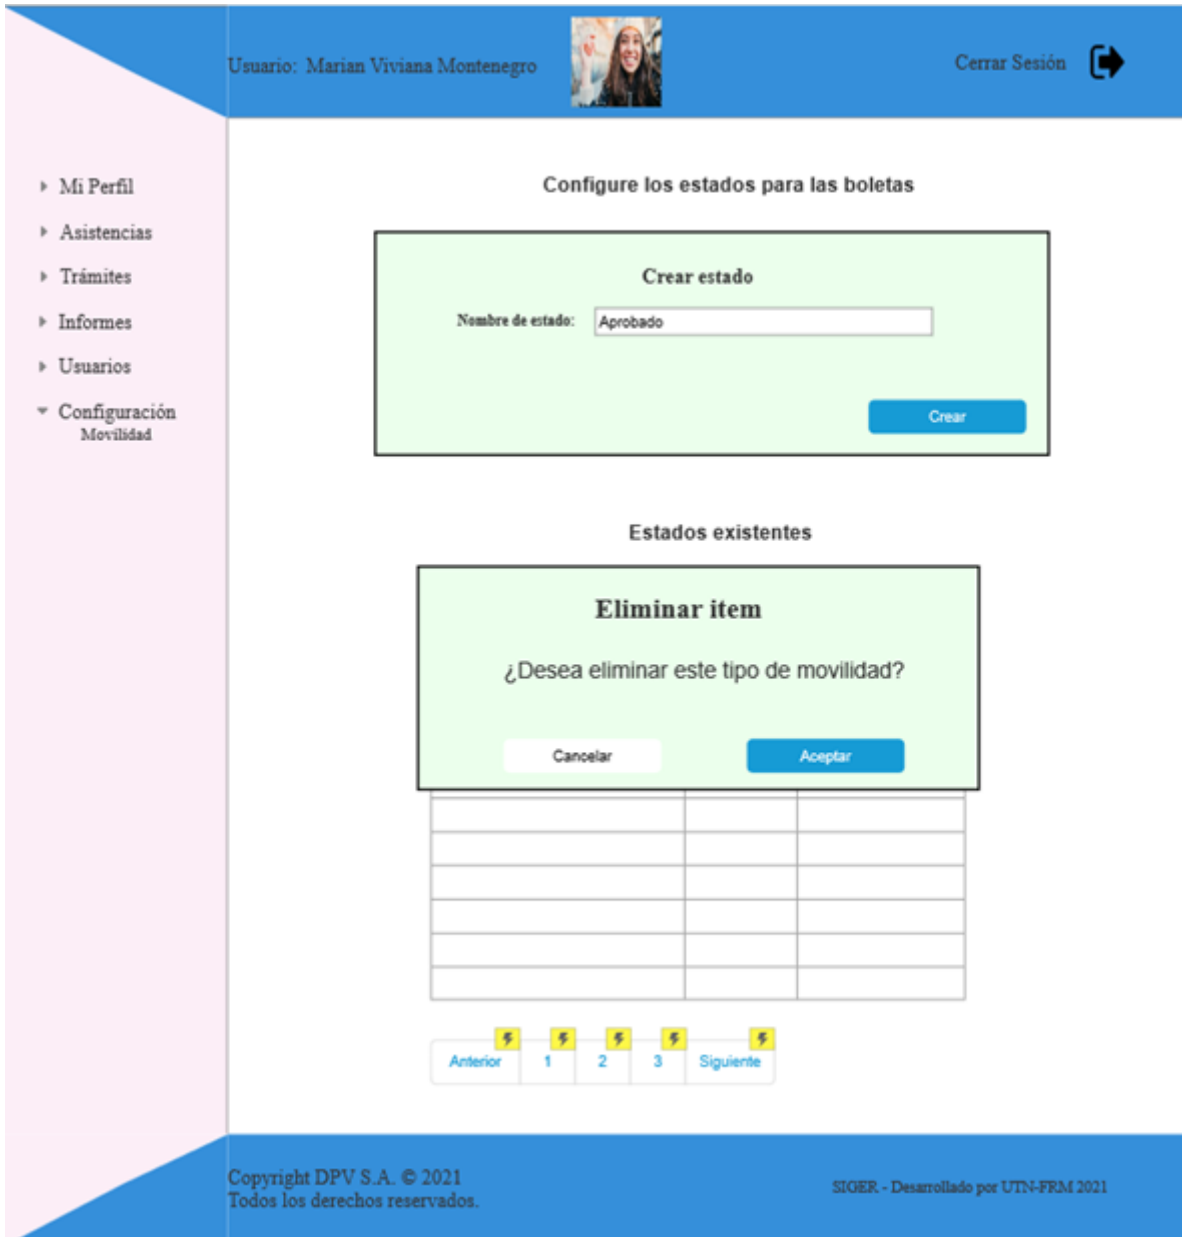 Usuario: Marian Viviana Montenegro
Cerrar Sesión
Mi Perfil
Asistencias
Trámites
Informes
Usuarios
Configuración
Movilidad
Configure los estados para las boletas
Crear estado
Nombre de estado: Aprobado
Crear
Estados existentes
Eliminar item
¿Desea eliminar este tipo de movilidad?
Cancelar Aceptar
Anterior 1 2 3 Siguiente
Copyright DPV S.A. © 2021
Todos los derechos reservados.
SIGER - Desarrollado por UTN-FRM 2021